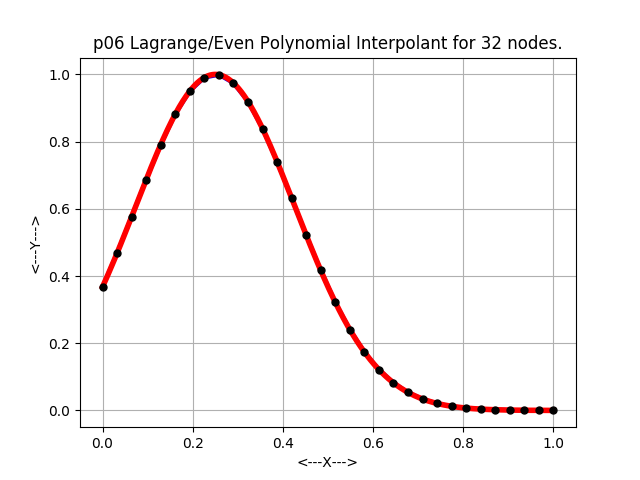 p06 Lagrange/Even Polynomial Interpolant for 32 nodes.
1.0
0.8
0.6
0.4
0.2
0.0
<---Y--->
0.0 0.2 0.4 0.6 0.8 1.0
<---X--->